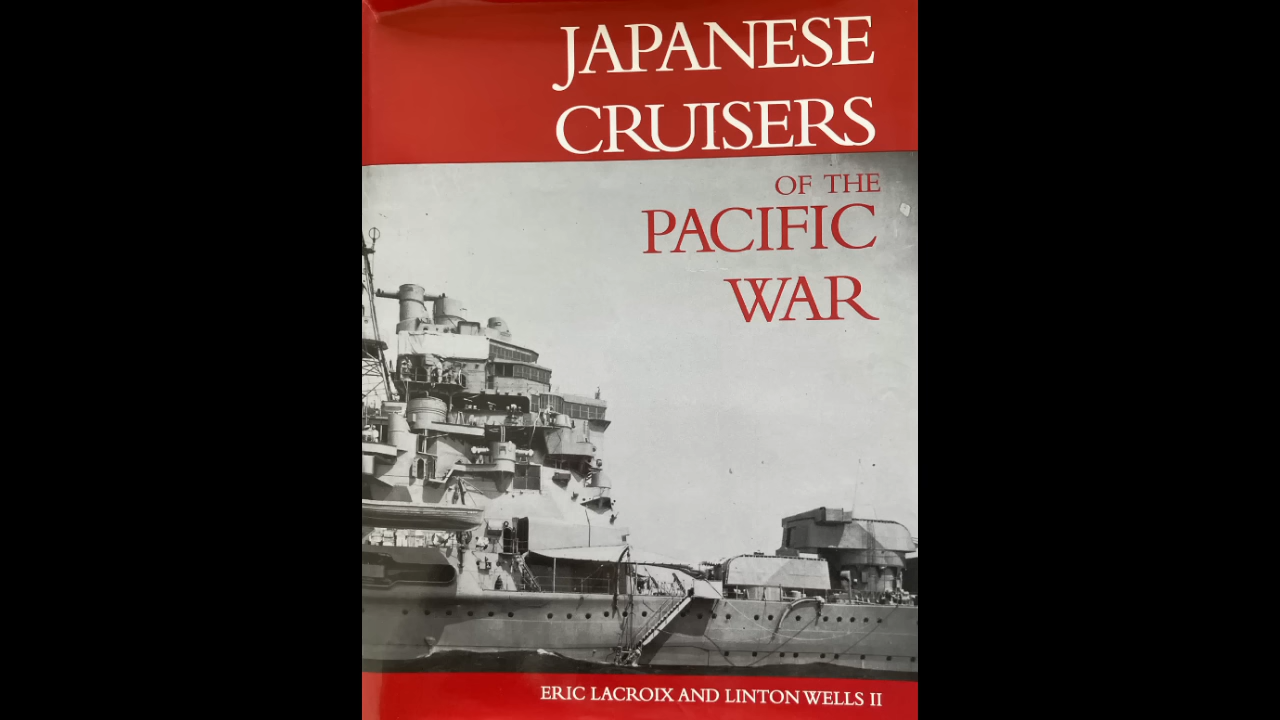 JAPANESE
CRUISERS
OF THE
PACIFIC
WAR
ERIC LACROIX AND LINTON WELLS II